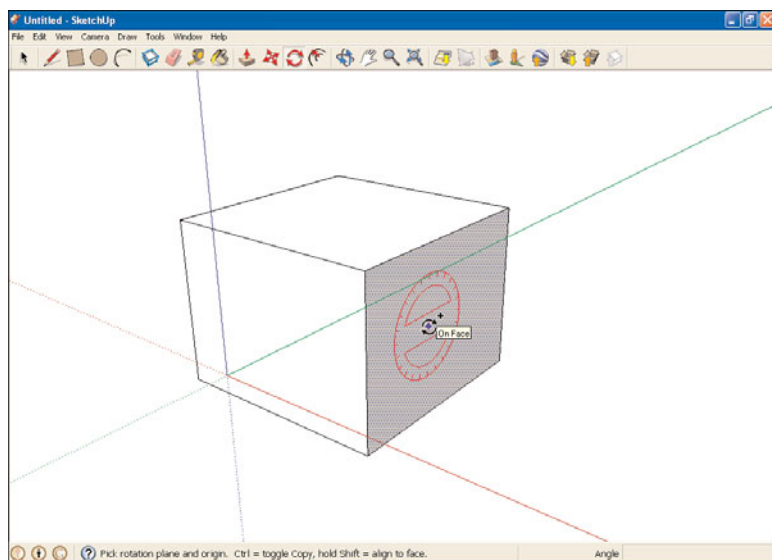 Untitled - SketchUp
File Edit View Camera Draw Tools Window Help
On Face
Pick rotation plane and origin. Ctrl = toggle Copy, hold Shift = align to face.
Angle